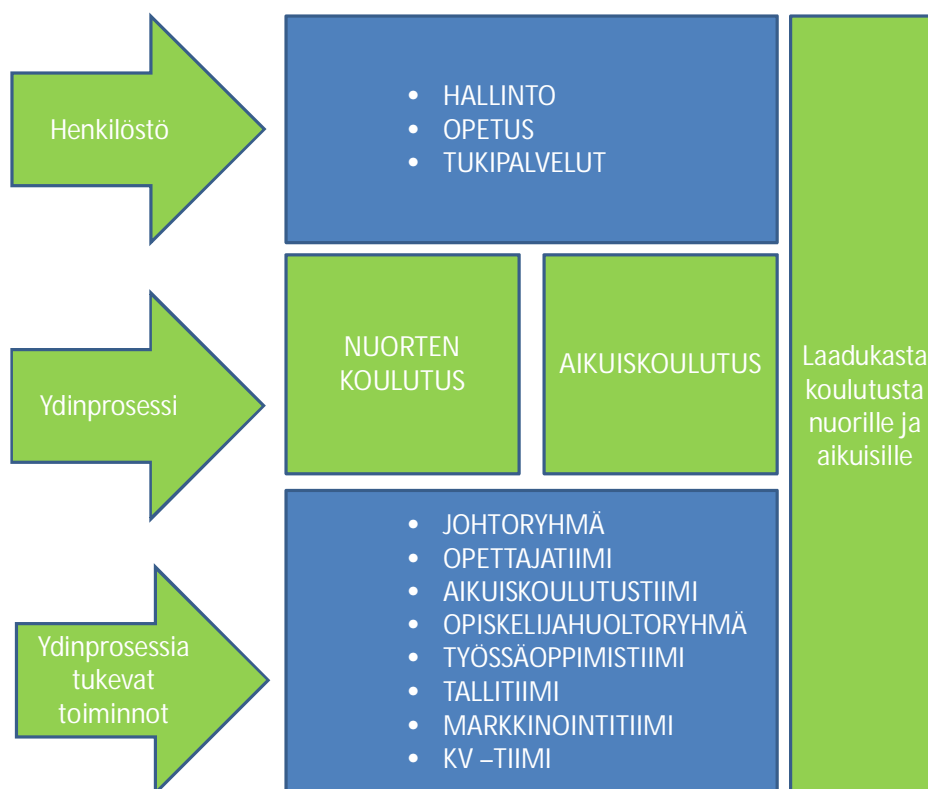 Henkilöstö
• HALLINTO
• OPETUS
• TUKIPALVELUT
Ydinprosessi
NUORTEN
KOULUTUS
AIKUISKOULUTUS
Laadukasta
koulutusta
nuorille ja
aikuisille
Ydinprosessia
tukevat
toiminnot
• JOHTORYHMÄ
• OPETTAJATIIMI
• AIKUISKOULUTUSTIIMI
• OPISKELIJAHUOLTORYHMÄ
• TYÖSSÄOPPIMISTIIMI
• TALLITIIMI
• MARKKINOINTITIIMI
• KV –TIIMI